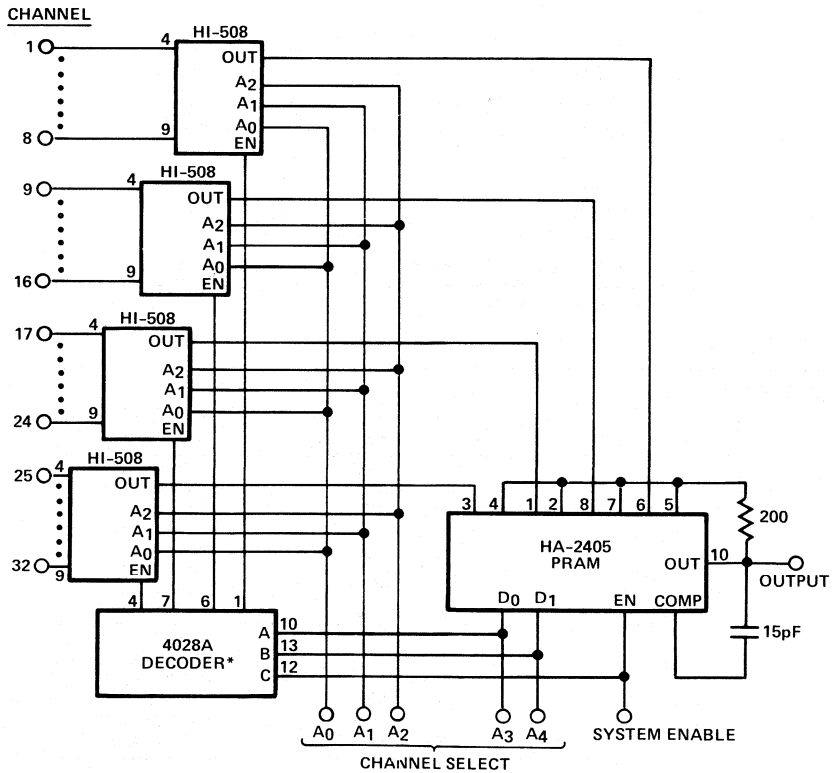 CHANNEL
HI-508
1
4
OUT
A2
A1
8
9
A0
EN
HI-508
9
4
OUT
A2
A1
16
9
A0
EN
HI-508
17
4
OUT
A2
A1
24
9
A0
EN
HI-508
25
4
OUT
A2
A1
32
9
A0
EN
3 4 1 2 8 7 6 5
200
HA-2405
PRAM
OUT
10
OUTPUT
D0 D1 EN COMP
15pF
4 7 6 1
4028A
DECODER*
A 10
B 13
C 12
A0 A1 A2 A3 A4
SYSTEM ENABLE
CHANNEL SELECT